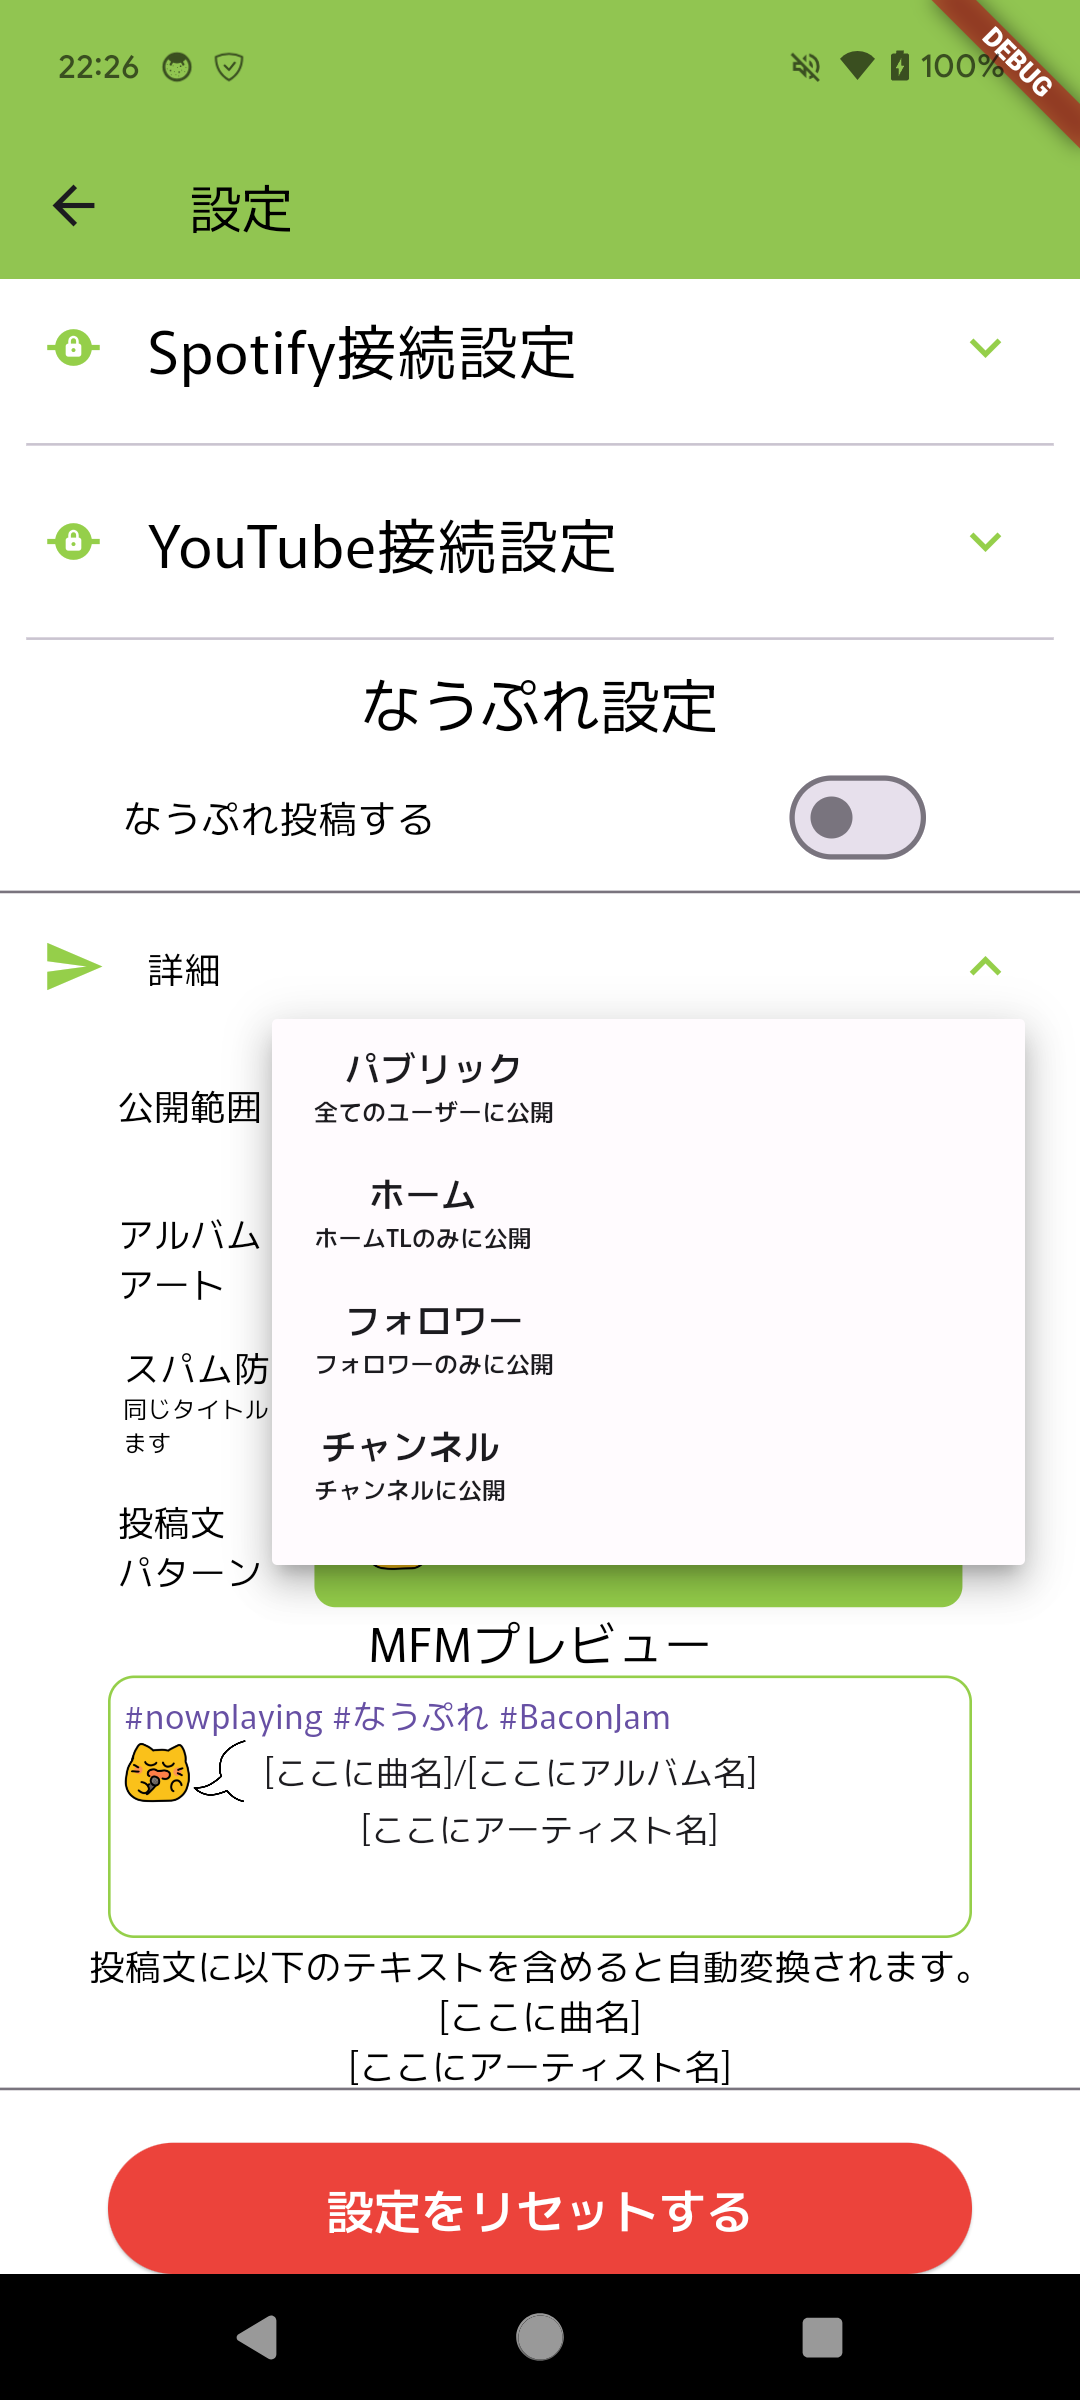 22:26
100%
DEBUG
設定
Spotify接続設定
YouTube接続設定
なうぷれ設定
なうぷれ投稿する
詳細
公開範囲
パブリック
全てのユーザーに公開
ホーム
ホームTLのみに公開
フォロワー
フォロワーのみに公開
チャンネル
チャンネルに公開
アルバム
アート
スパム防
同じタイトル
ます
投稿文
パターン
MFMプレビュー
#nowplaying #なうぷれ #BaconJam
[ここに曲名]/[ここにアルバム名]
[ここにアーティスト名]
投稿文に以下のテキストを含めると自動変換されます。
[ここに曲名]
[ここにアーティスト名]
設定をリセットする